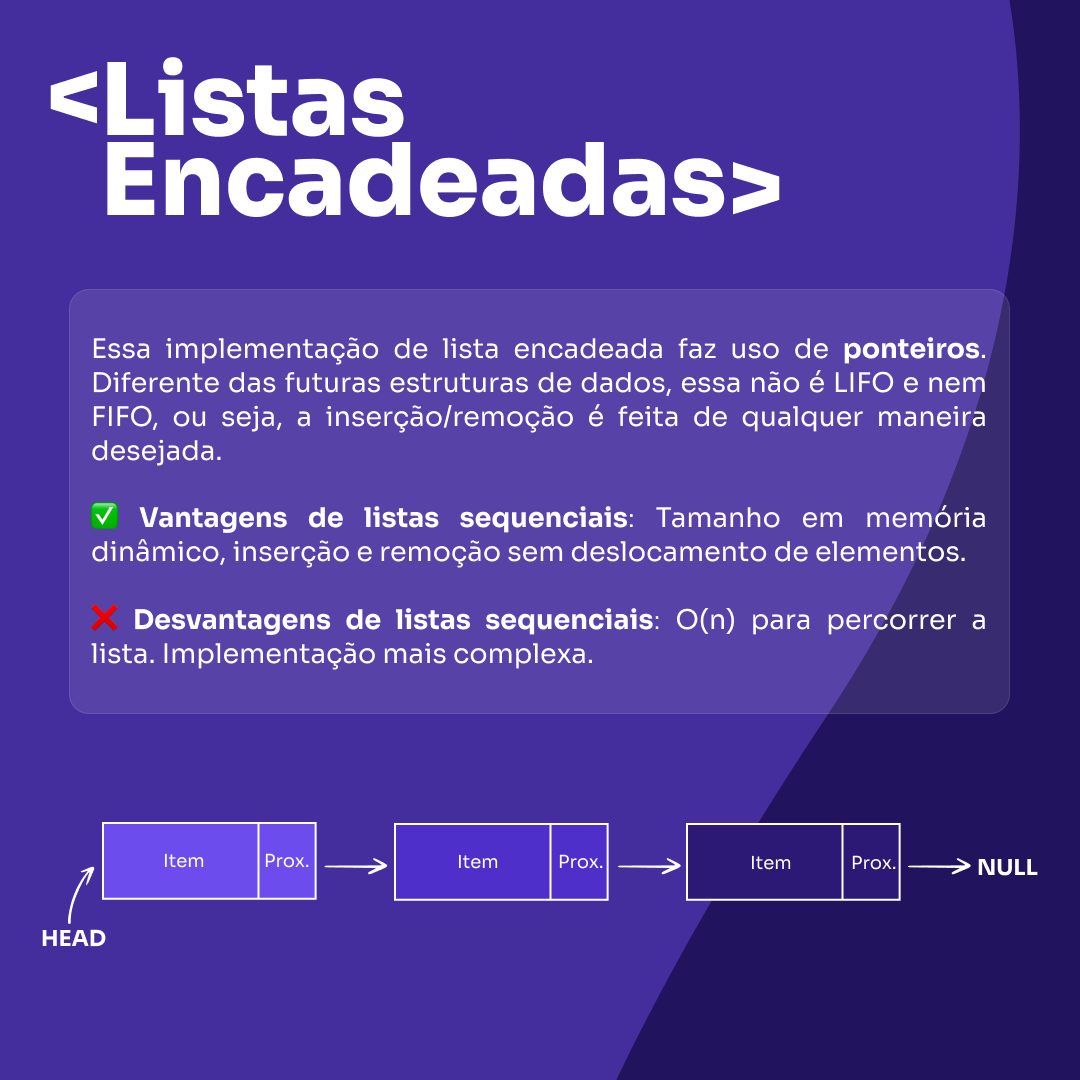 <Listas
Encadeadas>
Essa implementação de lista encadeada faz uso de ponteiros.
Diferente das futuras estruturas de dados, essa não é LIFO e nem
FIFO, ou seja, a inserção/remoção é feita de qualquer maneira
desejada.
✅ Vantagens de listas sequenciais: Tamanho em memória
dinâmico, inserção e remoção sem deslocamento de elementos.
❌ Desvantagens de listas sequenciais: O(n) para percorrer a
lista. Implementação mais complexa.
Item Prox. Item Prox. Item Prox. NULL
HEAD